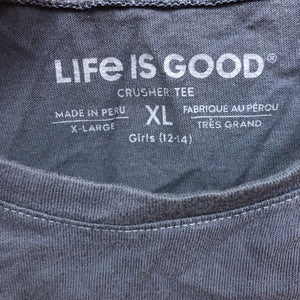 LIFE IS GOOD®
CRUSHER TEE
MADE IN PERU
X-LARGE
XL
FABRIQUÉ AU PÉROU
TRÈS GRAND
Girls (12-14)